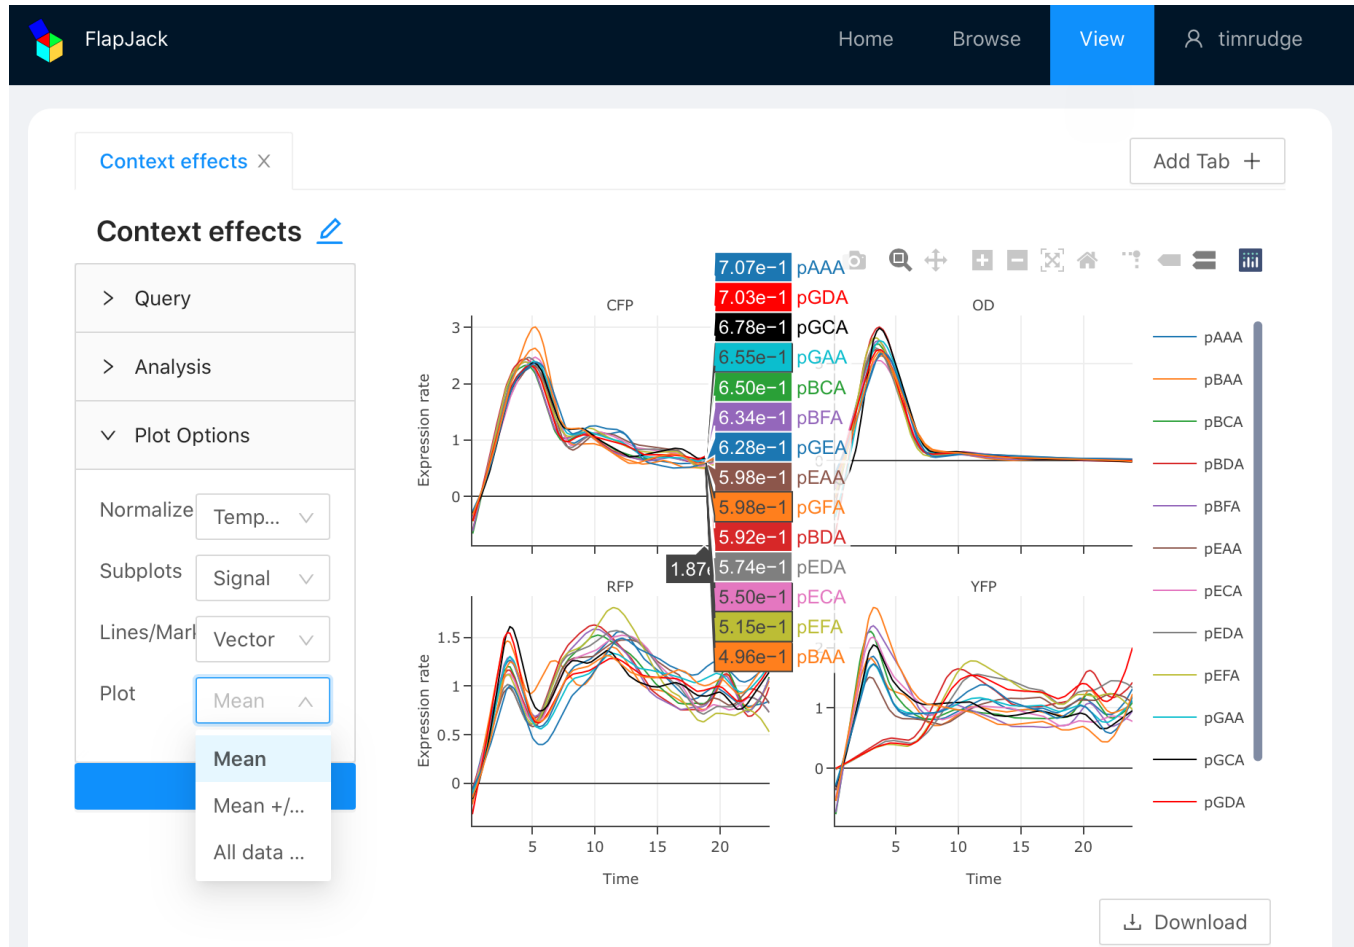 FlapJack
Home Browse View timrudge
Context effects
Add Tab +
Context effects
Query
Analysis
Plot Options
Normalize Temp...
Subplots Signal
Lines/Mar Vector
Plot Mean
Mean
Mean +/...
All data ...
7.07e−1 pAAA
7.03e−1 pGDA
6.78e−1 pGCA
6.55e−1 pGAA
6.50e−1 pBCA
6.34e−1 pBFA
6.28e−1 pGEA
5.98e−1 pEAA
5.98e−1 pGFA
5.92e−1 pBDA
5.74e−1 pEDA
5.50e−1 pECA
5.15e−1 pEFA
4.96e−1 pBAA
CFP
Expression rate
3
2
1
0
1.87
OD
RFP
Expression rate
1.5
1
0.5
0
5 10 15 20
Time
YFP
1
0
5 10 15 20
Time
pAAA
pBAA
pBCA
pBDA
pBFA
pEAA
pECA
pEDA
pEFA
pGAA
pGCA
pGDA
Download